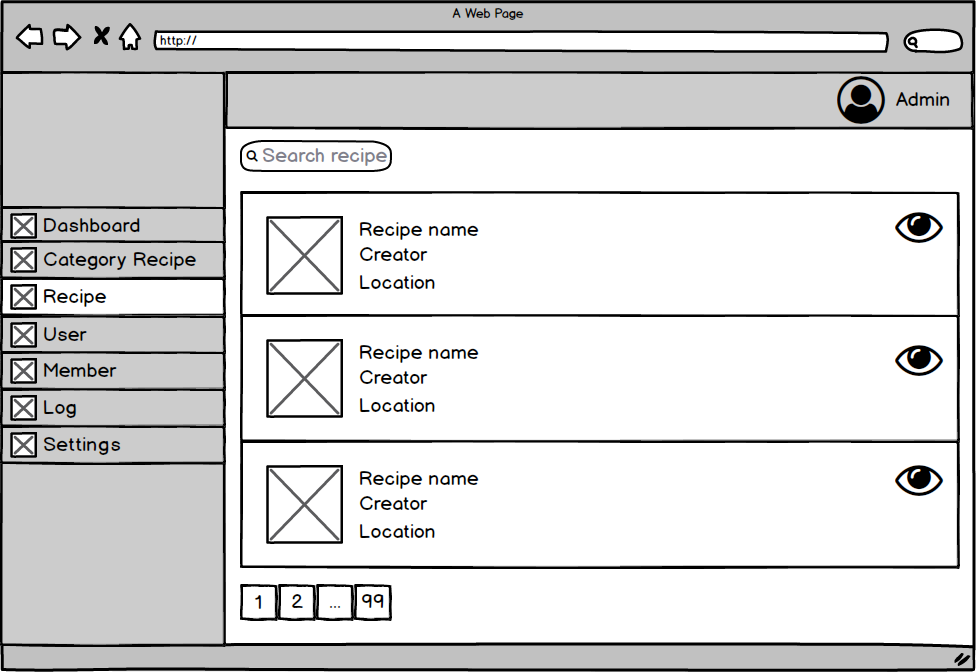 A Web Page
http://
Admin
Search recipe
Dashboard
Category Recipe
Recipe
User
Member
Log
Settings
Recipe name
Creator
Location
Recipe name
Creator
Location
Recipe name
Creator
Location
1 2 ... 99